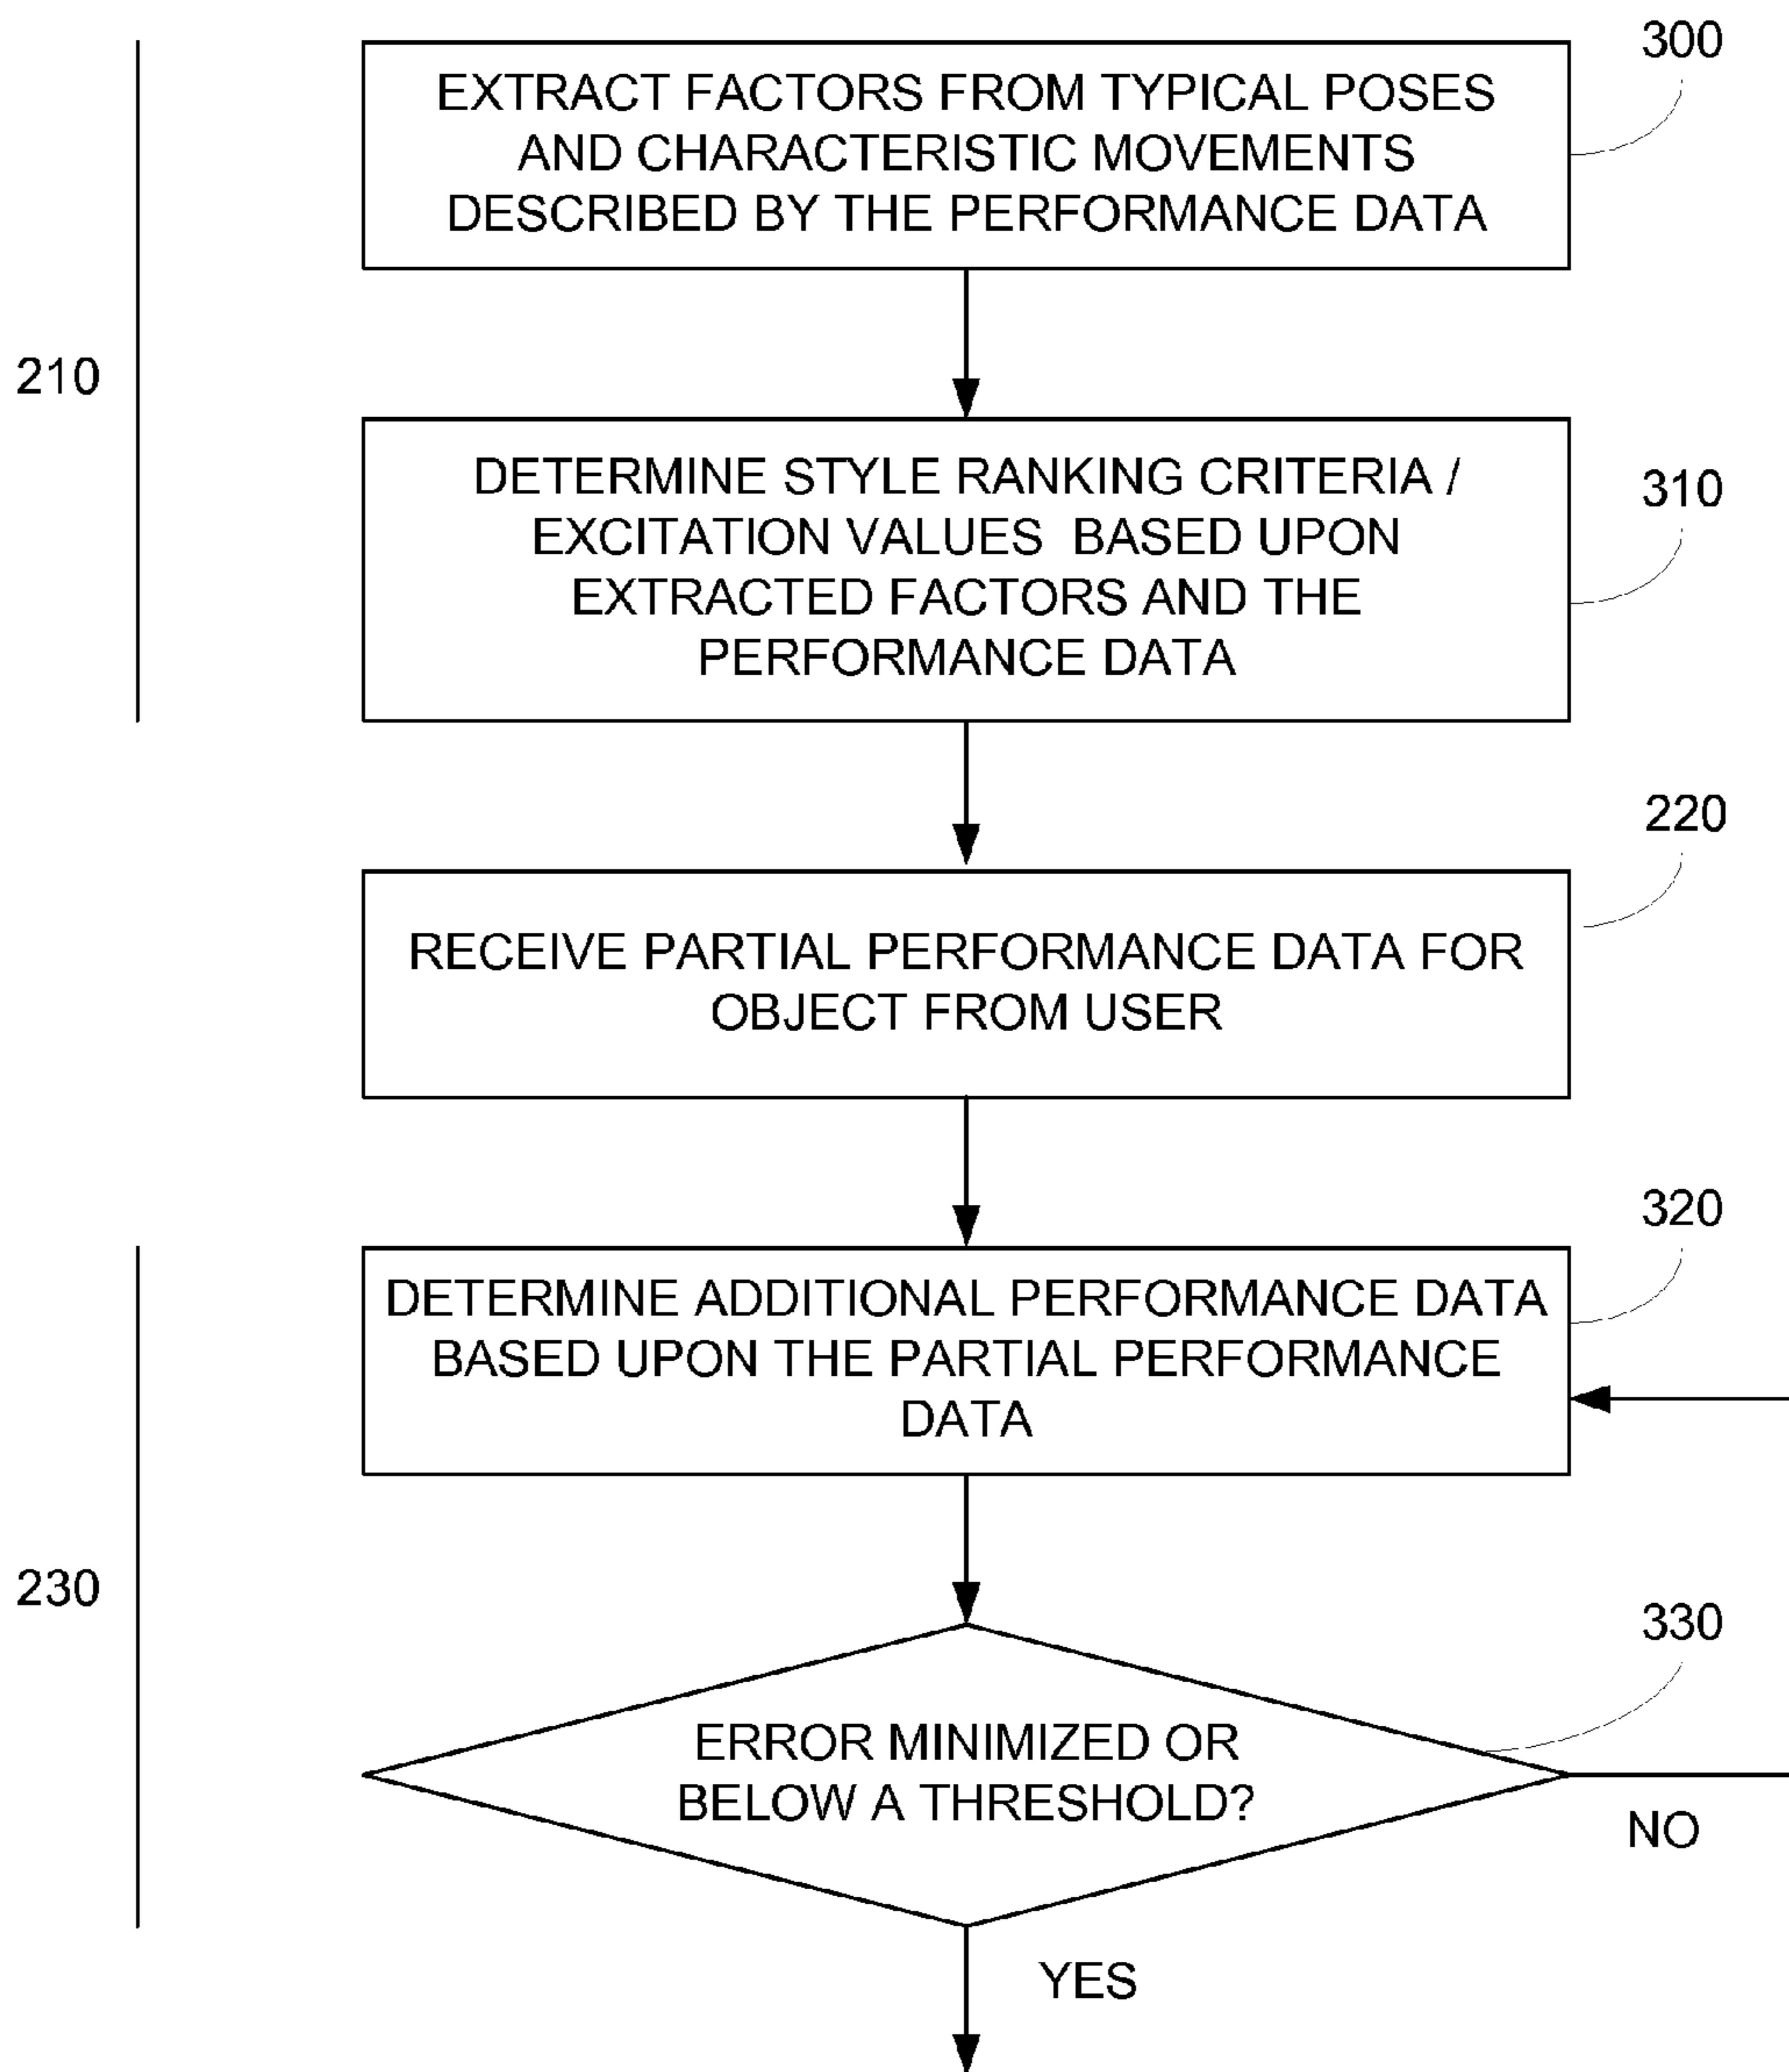 300
EXTRACT FACTORS FROM TYPICAL POSES
AND CHARACTERISTIC MOVEMENTS
DESCRIBED BY THE PERFORMANCE DATA
210
310
DETERMINE STYLE RANKING CRITERIA /
EXCITATION VALUES BASED UPON
EXTRACTED FACTORS AND THE
PERFORMANCE DATA
220
RECEIVE PARTIAL PERFORMANCE DATA FOR
OBJECT FROM USER
320
DETERMINE ADDITIONAL PERFORMANCE DATA
BASED UPON THE PARTIAL PERFORMANCE
DATA
230
330
ERROR MINIMIZED OR
BELOW A THRESHOLD?
NO
YES